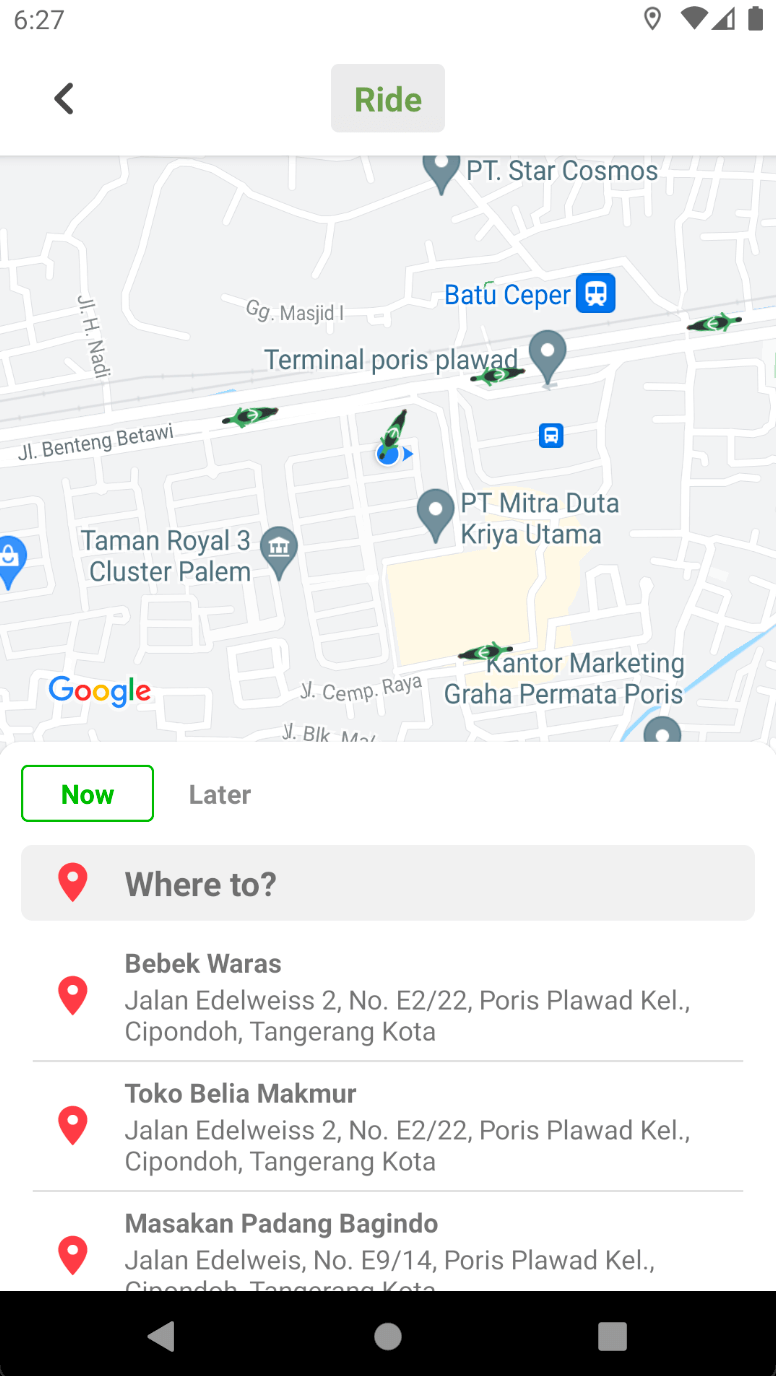 6:27
Ride
PT. Star Cosmos
Batu Ceper
Gg. Masjid I
Jl. H. Nadi
Terminal poris plawad
Jl. Benteng Betawi
PT Mitra Duta
Kriya Utama
Taman Royal 3
Cluster Palem
Kantor Marketing
Graha Permata Poris
Google
Jl. Cemp. Raya
Jl. Blk.
Now
Later
Where to?
Bebek Waras
Jalan Edelweiss 2, No. E2/22, Poris Plawad Kel.,
Cipondoh, Tangerang Kota
Toko Belia Makmur
Jalan Edelweiss 2, No. E2/22, Poris Plawad Kel.,
Cipondoh, Tangerang Kota
Masakan Padang Bagindo
Jalan Edelweis, No. E9/14, Poris Plawad Kel.,
Cipondoh, Tangerang Kota